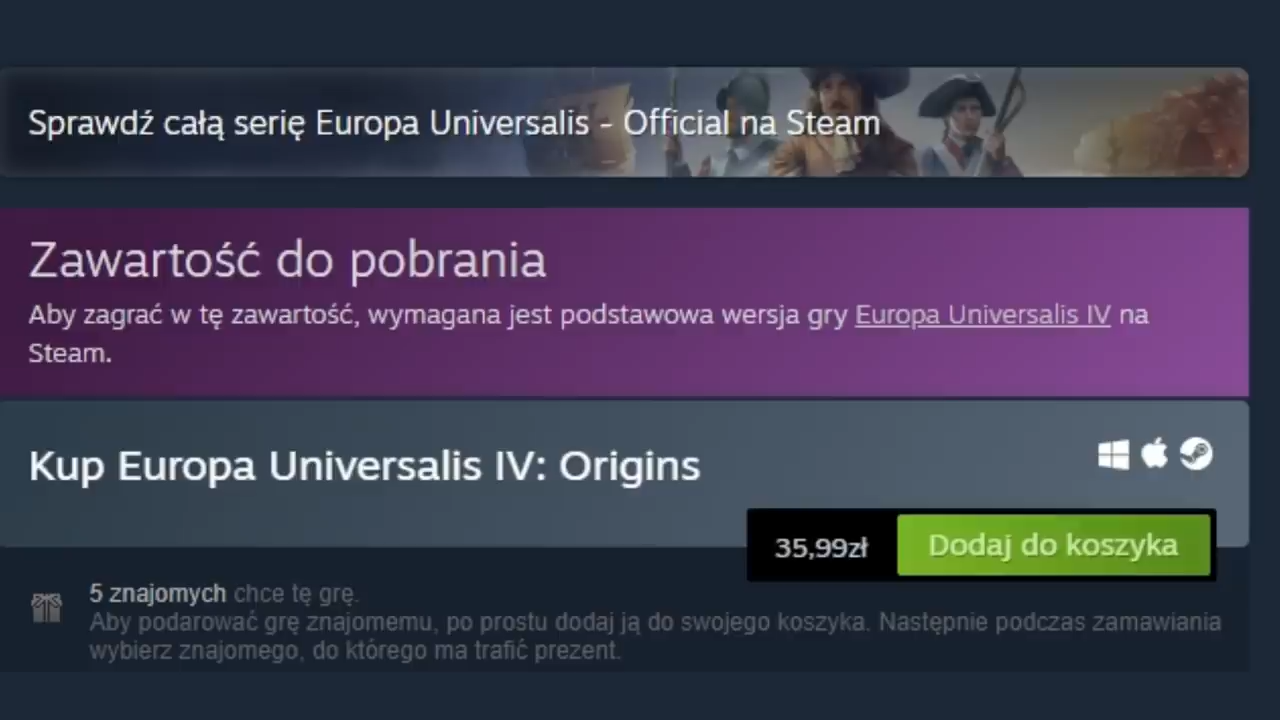 Sprawdź całą serię Europa Universalis - Official na Steam
Zawartość do pobrania
Aby zagrać w tę zawartość, wymagana jest podstawowa wersja gry Europa Universalis IV na
Steam.
Kup Europa Universalis IV: Origins
35,99zł
Dodaj do koszyka
5 znajomych chce tę grę.
Aby podarować grę znajomemu, po prostu dodaj ją do swojego koszyka. Następnie podczas zamawiania
wybierz znajomego, do którego ma trafić prezent.